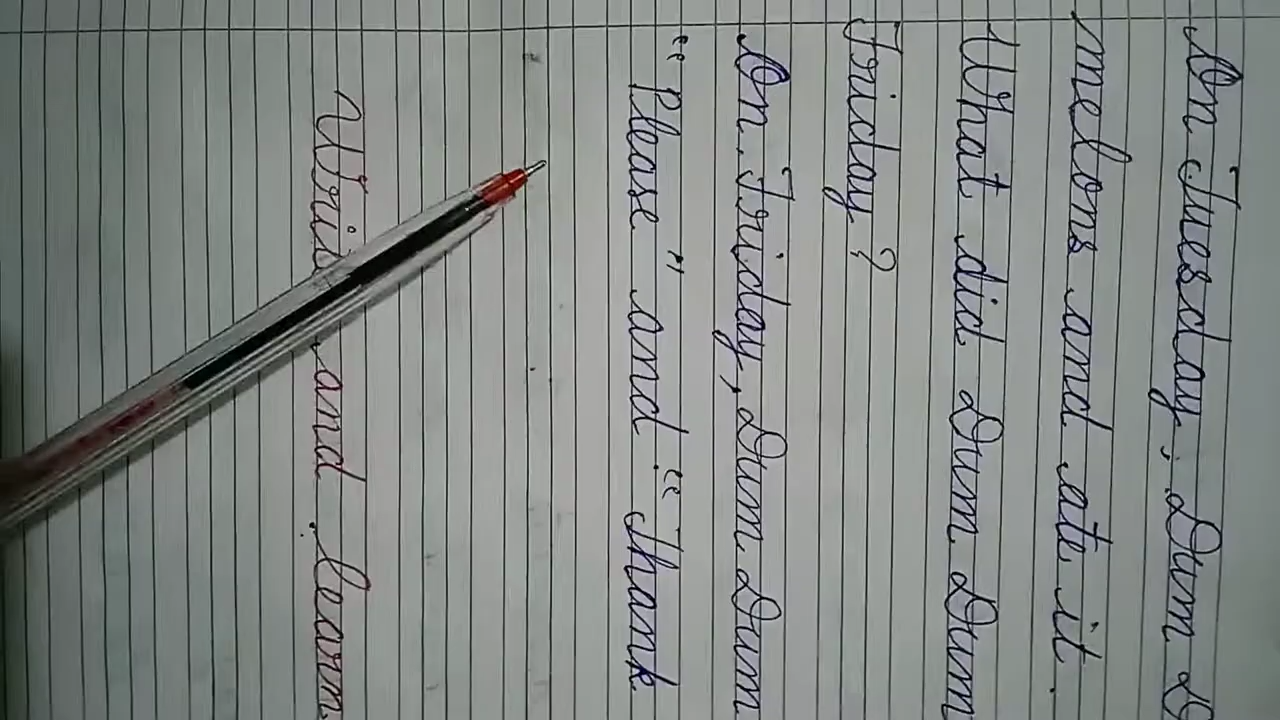 On Tuesday, Dum D
melons and ate it.
What did Dum Dum
Friday?
On Friday, Dum Dum
"Please" and "Thank
and learn